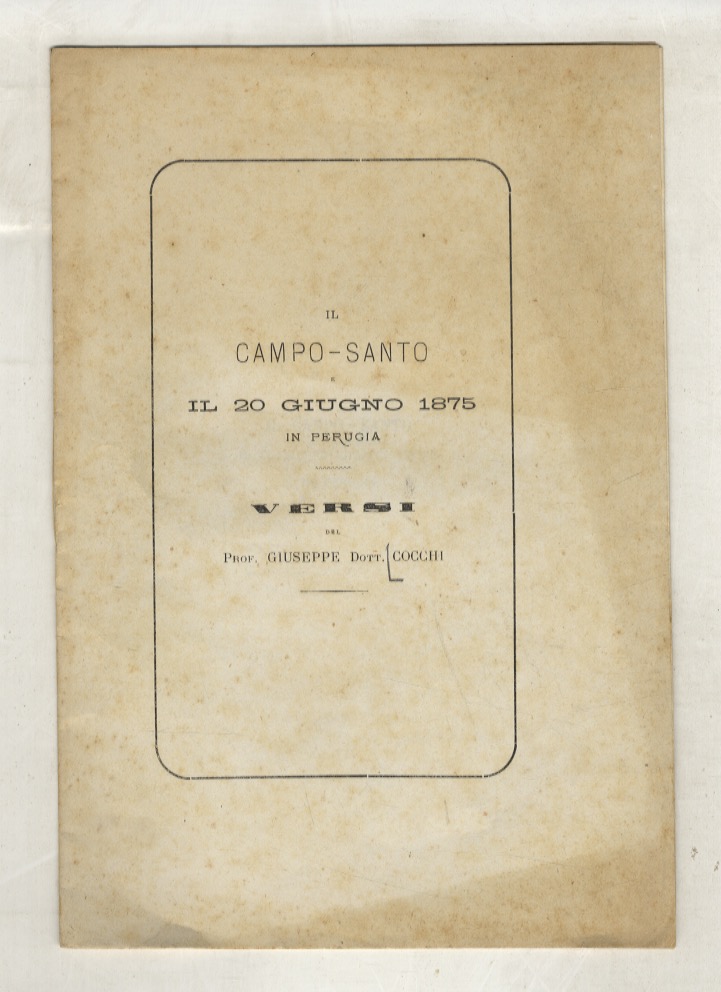 IL
CAMPO-SANTO
E
IL 20 GIUGNO 1875
IN PERUGIA
VERSI
DEL
PROF. GIUSEPPE DOTT. COCCHI